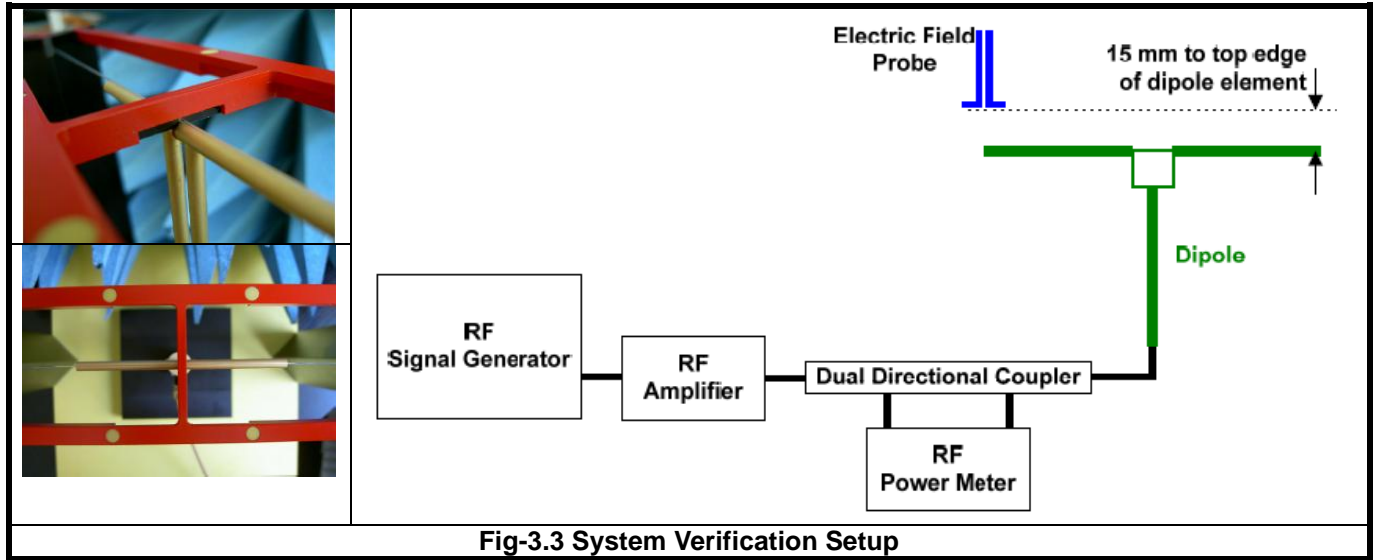 Electric Field
Probe
15 mm to top edge
of dipole element
Dipole
RF
Signal Generator
RF
Amplifier
Dual Directional Coupler
RF
Power Meter
Fig-3.3 System Verification Setup